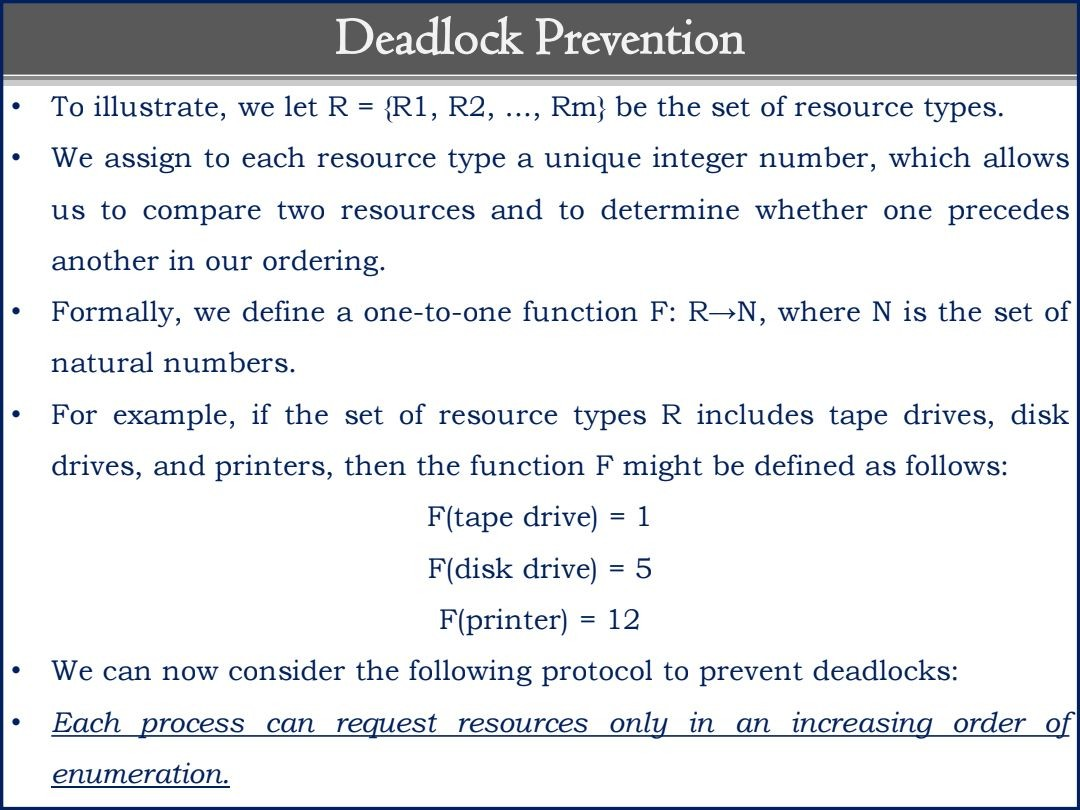 Deadlock Prevention
• To illustrate, we let R = {R1, R2, ..., Rm} be the set of resource types.
• We assign to each resource type a unique integer number, which allows
us to compare two resources and to determine whether one precedes
another in our ordering.
• Formally, we define a one-to-one function F: R→N, where N is the set of
natural numbers.
• For example, if the set of resource types R includes tape drives, disk
drives, and printers, then the function F might be defined as follows:
F(tape drive) = 1
F(disk drive) = 5
F(printer) = 12
• We can now consider the following protocol to prevent deadlocks:
• Each process can request resources only in an increasing order of
enumeration.